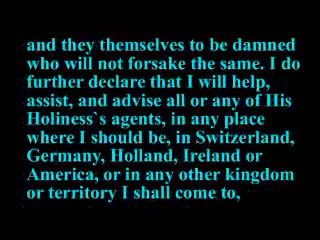 and they themselves to be damned
who will not forsake the same. I do
further declare that I will help,
assist, and advise all or any of His
Holiness`s agents, in any place
where I should be, in Switzerland,
Germany, Holland, Ireland or
America, or in any other kingdom
or territory I shall come to,